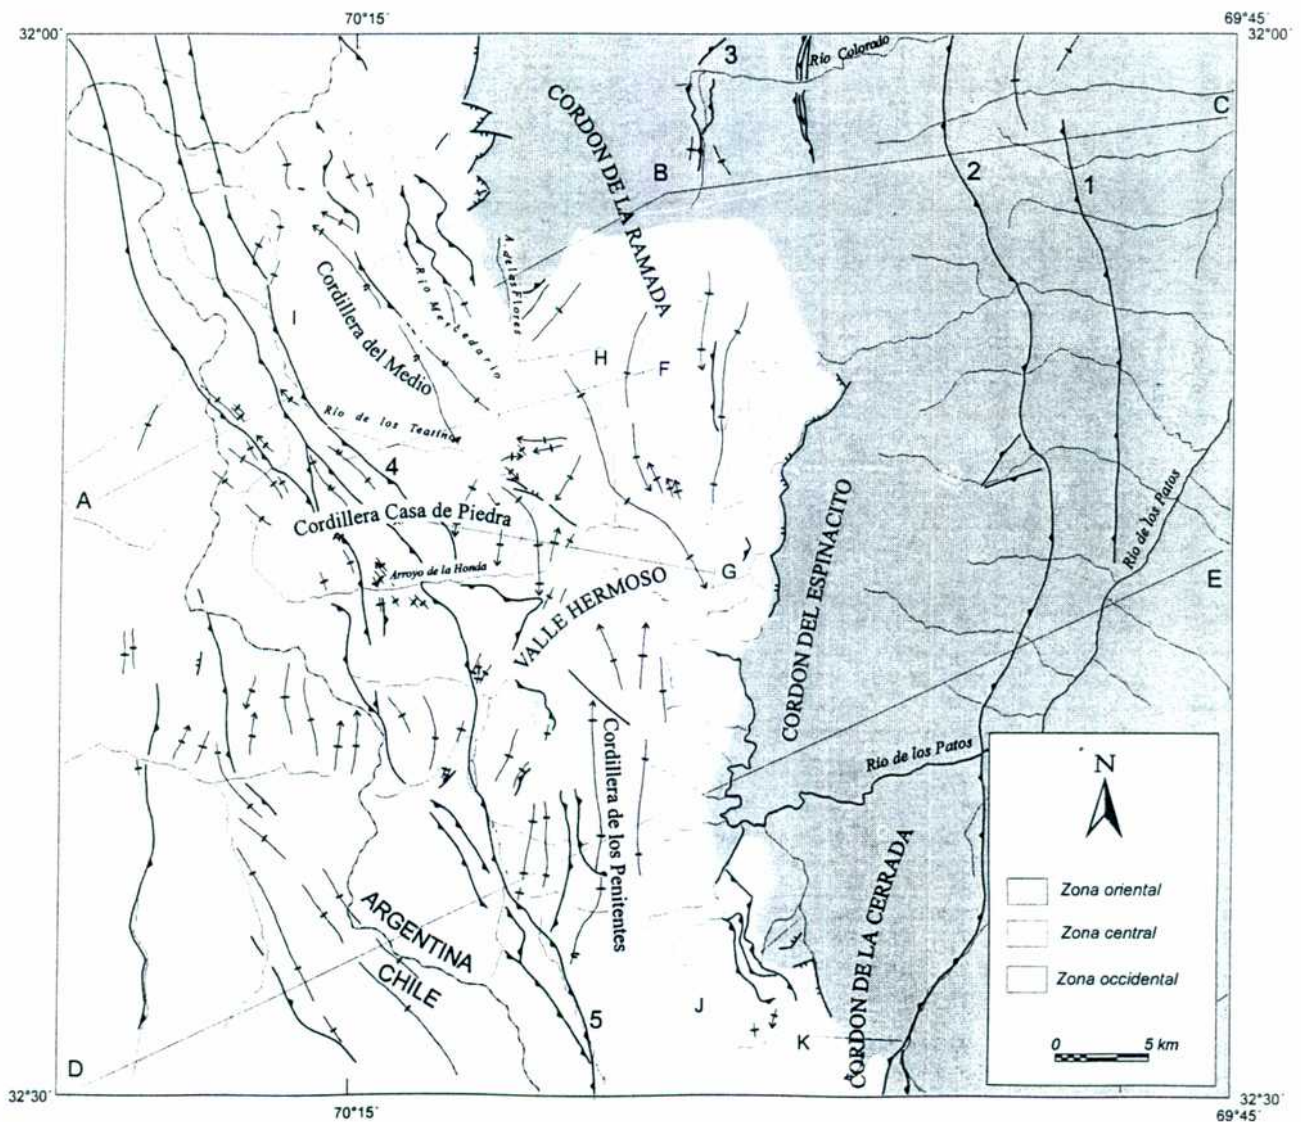 70°15´
69°45´
32°00´
32°00´
3
Río Colorado
CORDON DE LA RAMADA
C
B
2
1
A. de las Flores
Río Mercedario
Cordillera del Medio
I
H
F
Río de los Teatinos
4
A
Cordillera Casa de Piedra
Arroyo de la Honda
G
VALLE HERMOSO
CORDON DEL ESPINACITO
Río de los Patos
E
Río de los Patos
Cordillera de los Penitentes
N
CORDON DE LA CERRADA
ARGENTINA
CHILE
Zona oriental
Zona central
Zona occidental
J
5
K
0 5 km
D
32°30´
32°30´
70°15´
69°45´